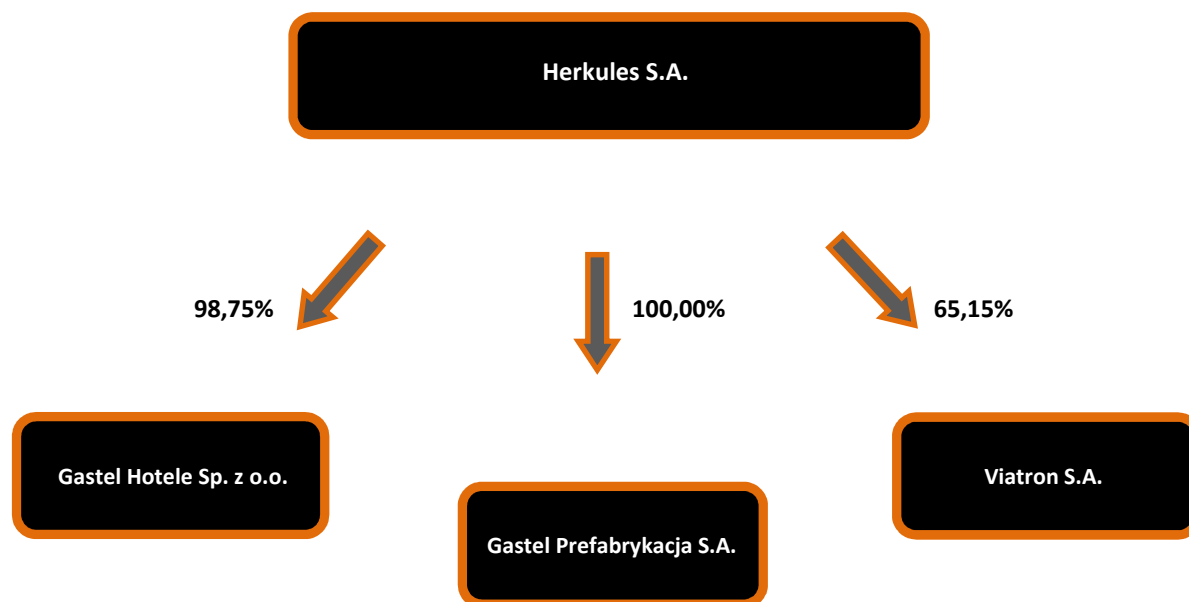 Herkules S.A.
98,75%
100,00%
65,15%
Gastel Hotele Sp. z o.o.
Gastel Prefabrykacja S.A.
Viatron S.A.